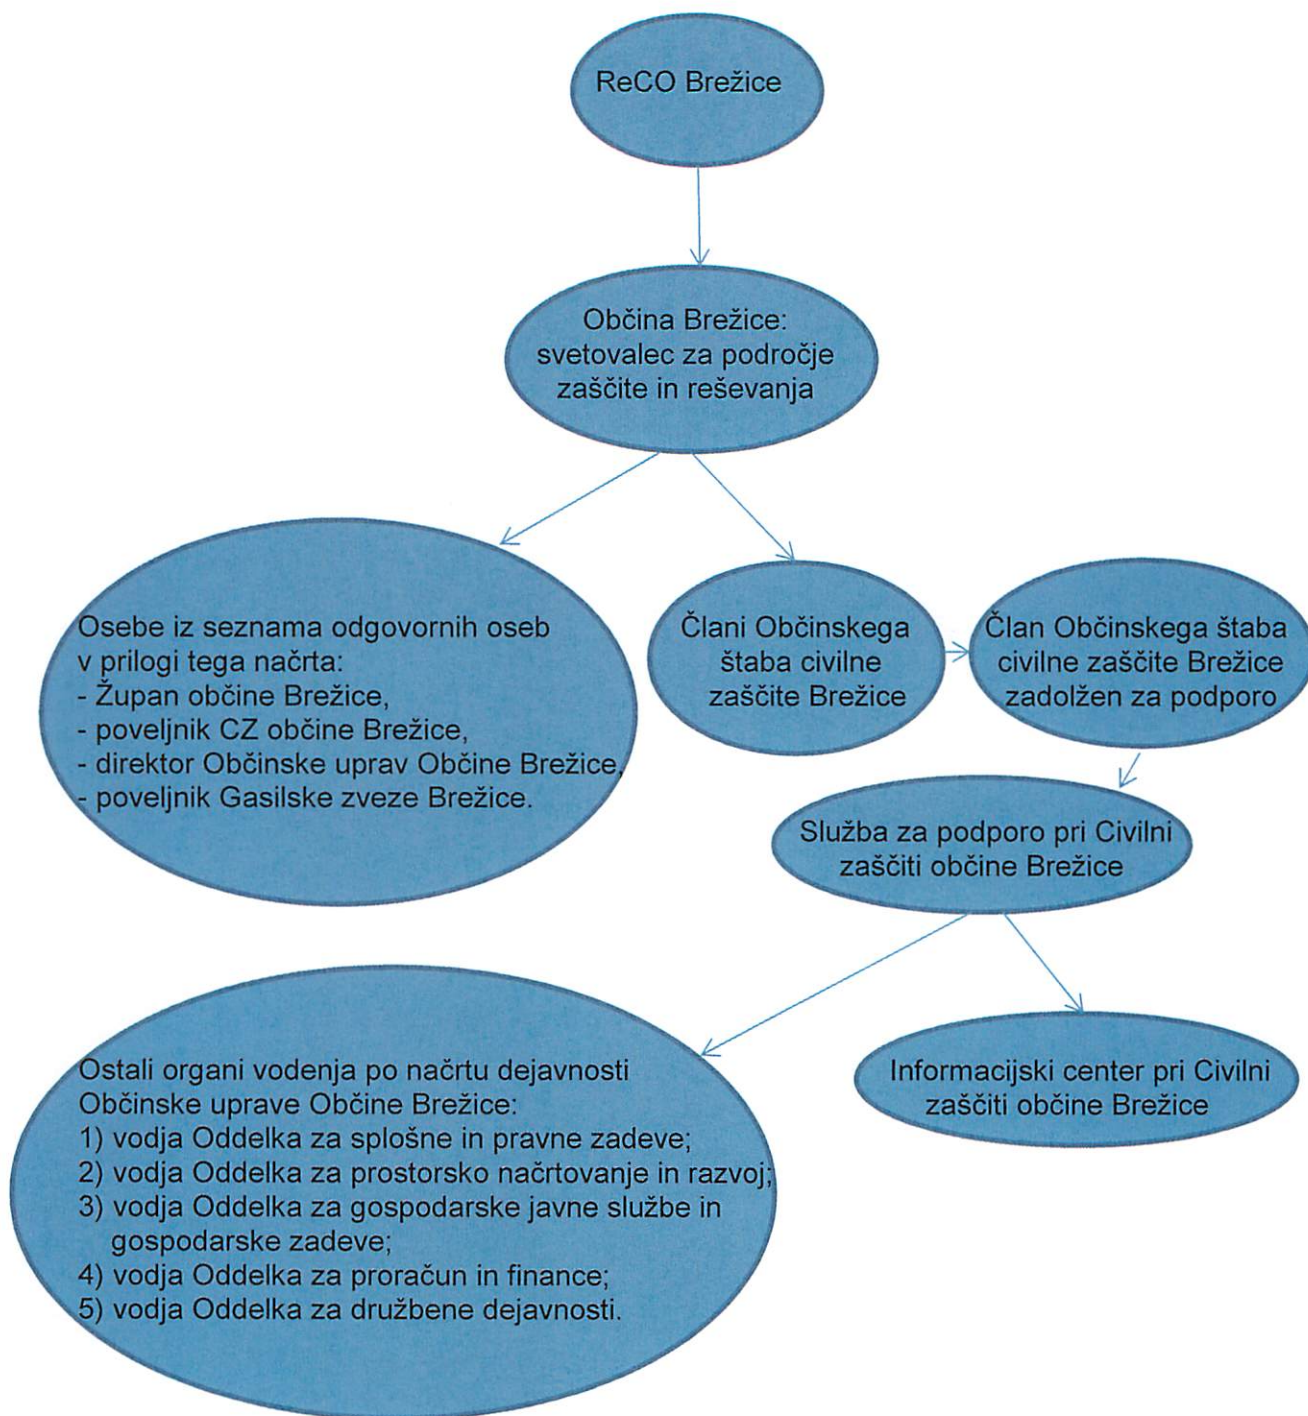 ReCO Brežice
Občina Brežice:
svetovalec za področje
zaščite in reševanja
Osebe iz seznama odgovornih oseb
v prilogi tega načrta:
- Župan občine Brežice,
- poveljnik CZ občine Brežice,
- direktor Občinske uprav Občine Brežice,
- poveljnik Gasilske zveze Brežice.
Člani Občinskega
štaba civilne
zaščite Brežice
Član Občinskega štaba
civilne zaščite Brežice
zadolžen za podporo
Služba za podporo pri Civilni
zaščiti občine Brežice
Ostali organi vodenja po načrtu dejavnosti
Občinske uprave Občine Brežice:
1) vodja Oddelka za splošne in pravne zadeve;
2) vodja Oddelka za prostorsko načrtovanje in razvoj;
3) vodja Oddelka za gospodarske javne službe in
gospodarske zadeve;
4) vodja Oddelka za proračun in finance;
5) vodja Oddelka za družbene dejavnosti.
Informacijski center pri Civilni
zaščiti občine Brežice